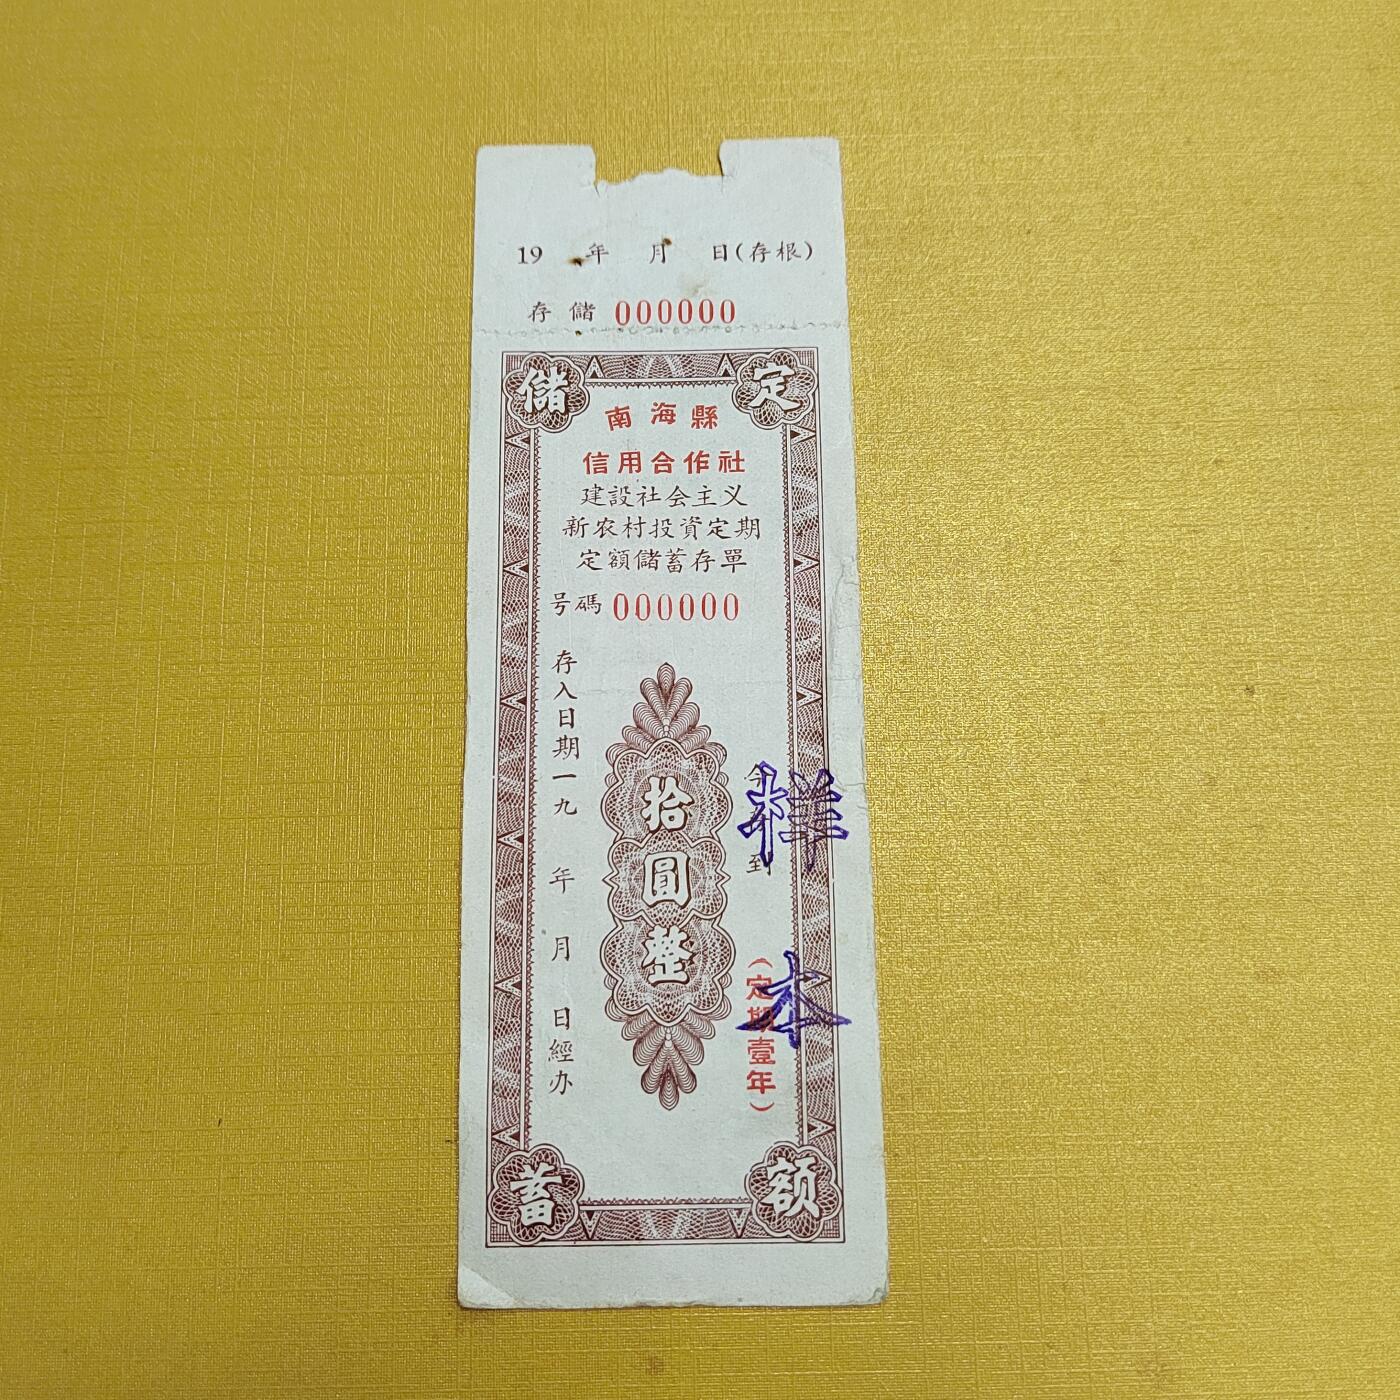 19 年 月 日(存根)
存儲 000000
定額儲蓄
南海縣
信用合作社
建設社会主义
新农村投資定期
定額儲蓄存單
号碼 000000
今存到
(定期壹年)
拾圓整
存入日期一九 年 月 日經办
样本